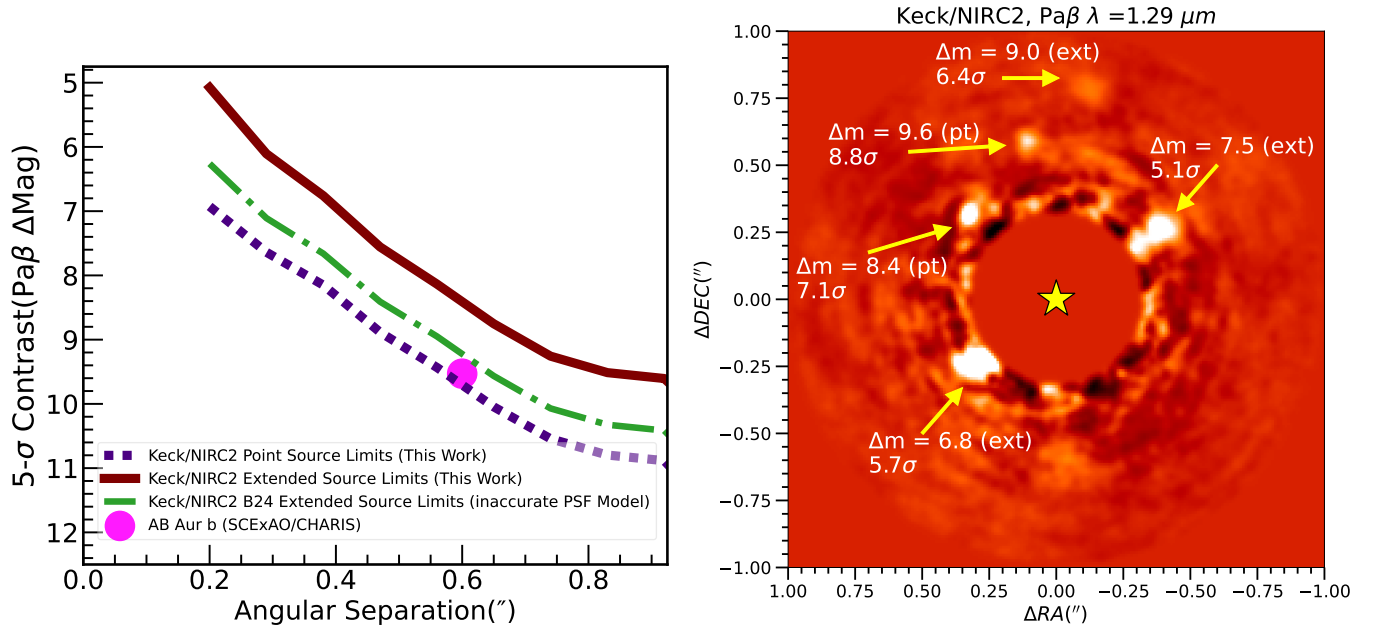 5
6
7
8
9
10
11
12
5-σ Contrast(Paβ ΔMag)
Keck/NIRC2 Point Source Limits (This Work)
Keck/NIRC2 Extended Source Limits (This Work)
Keck/NIRC2 B24 Extended Source Limits (inaccurate PSF Model)
AB Aur b (SCExAO/CHARIS)
0.0 0.2 0.4 0.6 0.8
Angular Separation(″)
Keck/NIRC2, Paβ λ =1.29 μm
1.00
0.75
0.50
0.25
0.00
−0.25
−0.50
−0.75
−1.00
ΔDEC(″)
Δm = 9.0 (ext)
6.4σ
Δm = 9.6 (pt)
8.8σ
Δm = 7.5 (ext)
5.1σ
Δm = 8.4 (pt)
7.1σ
Δm = 6.8 (ext)
5.7σ
1.00 0.75 0.50 0.25 0.00 −0.25 −0.50 −0.75 −1.00
ΔRA(″)